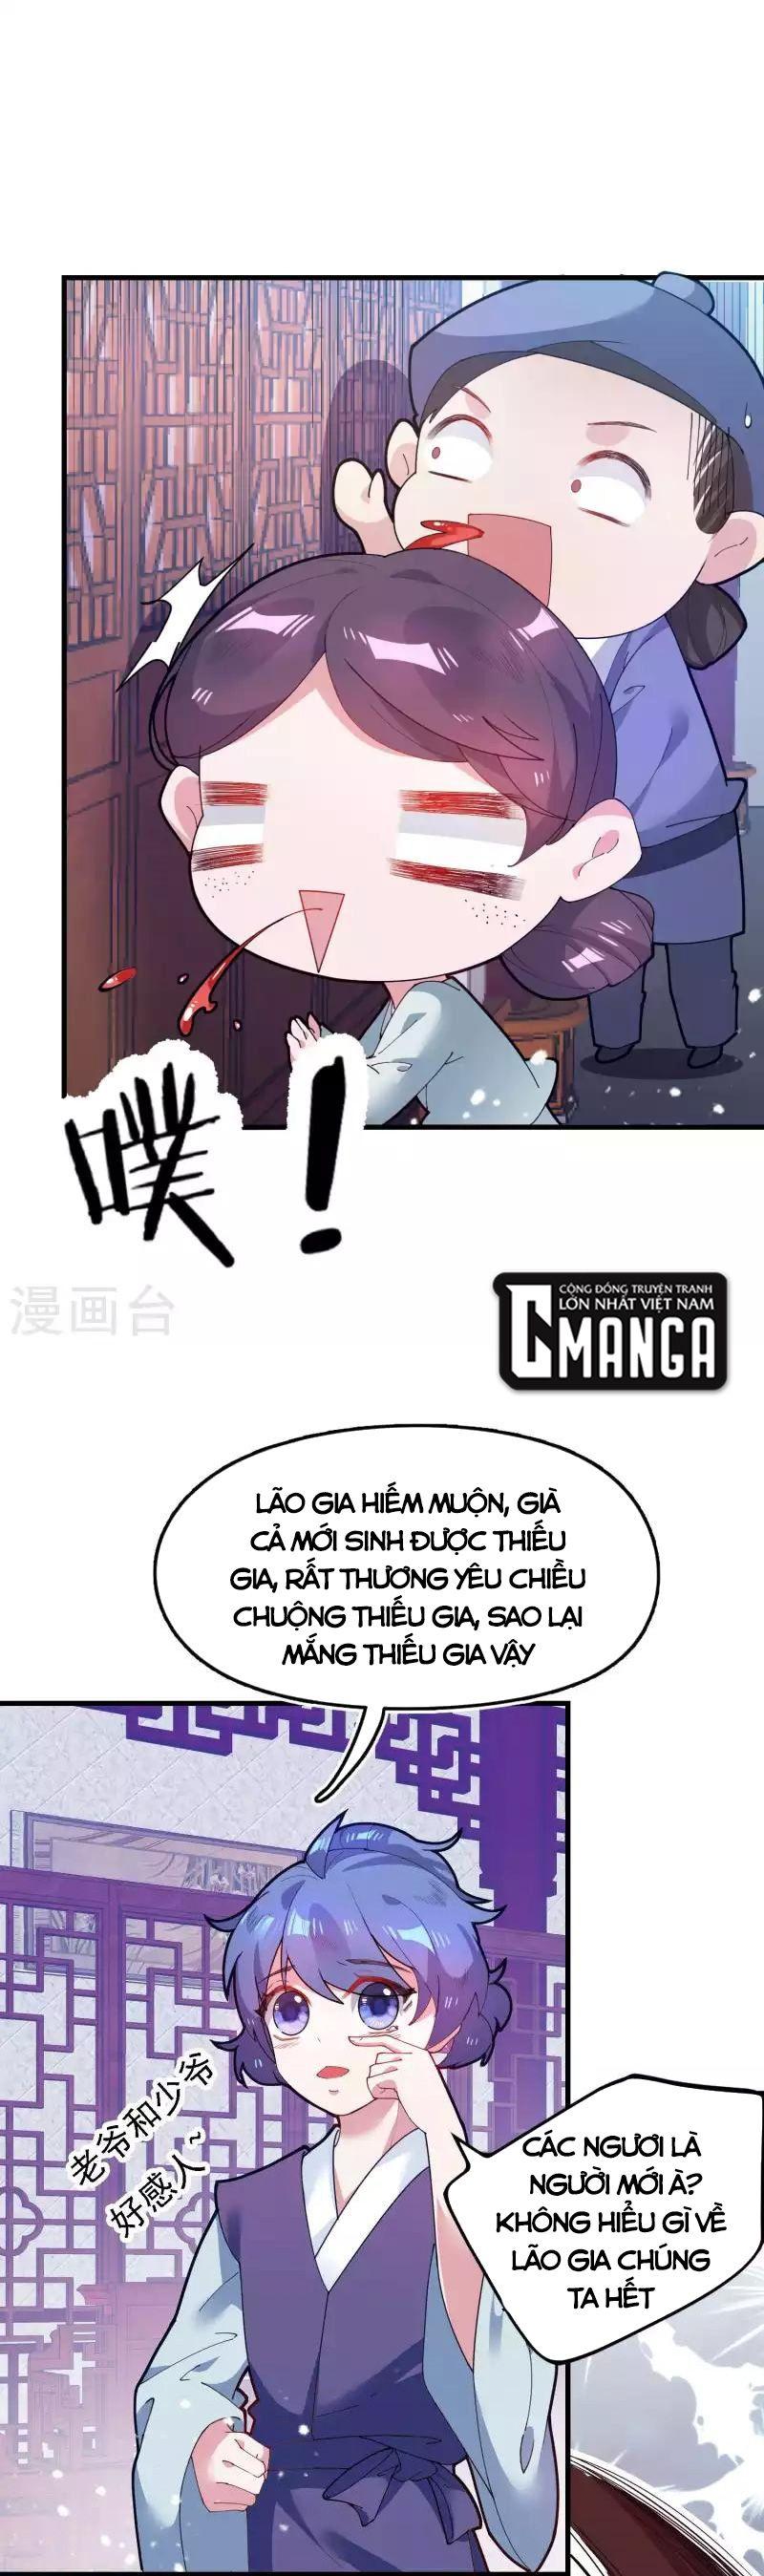 噗！
漫画台
CỘNG ĐỒNG TRUYỆN TRANH
LỚN NHẤT VIỆT NAM
CMANGA
LÃO GIA HIẾM MUỘN, GIÀ
CẢ MỚI SINH ĐƯỢC THIẾU
GIA, RẤT THƯƠNG YÊU CHIỀU
CHUỘNG THIẾU GIA, SAO LẠI
MẮNG THIẾU GIA VẬY
老爷和少爷
好感人~
CÁC NGƯƠI LÀ
NGƯỜI MỚI À?
KHÔNG HIỂU GÌ VỀ
LÃO GIA CHÚNG
TA HẾT